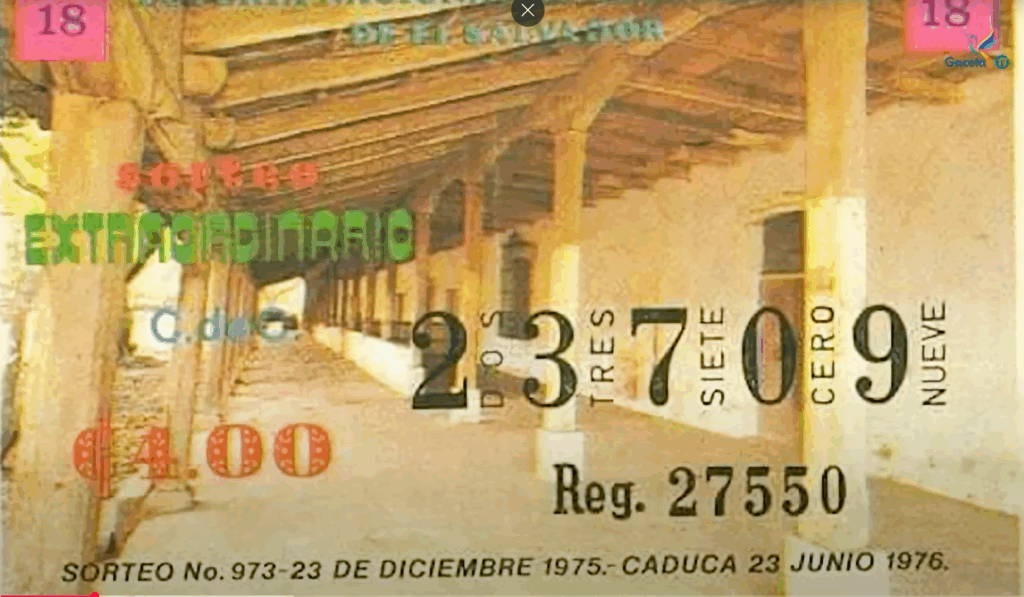 18
18
DE EL SALVADOR
Gaceta
sorteo
EXTRAORDINARIO
C. de C.
2 DOS 3 TRES 7 SIETE 0 CERO 9 NUEVE
₡4.00
Reg. 27550
SORTEO No. 973-23 DE DICIEMBRE 1975.- CADUCA 23 JUNIO 1976.